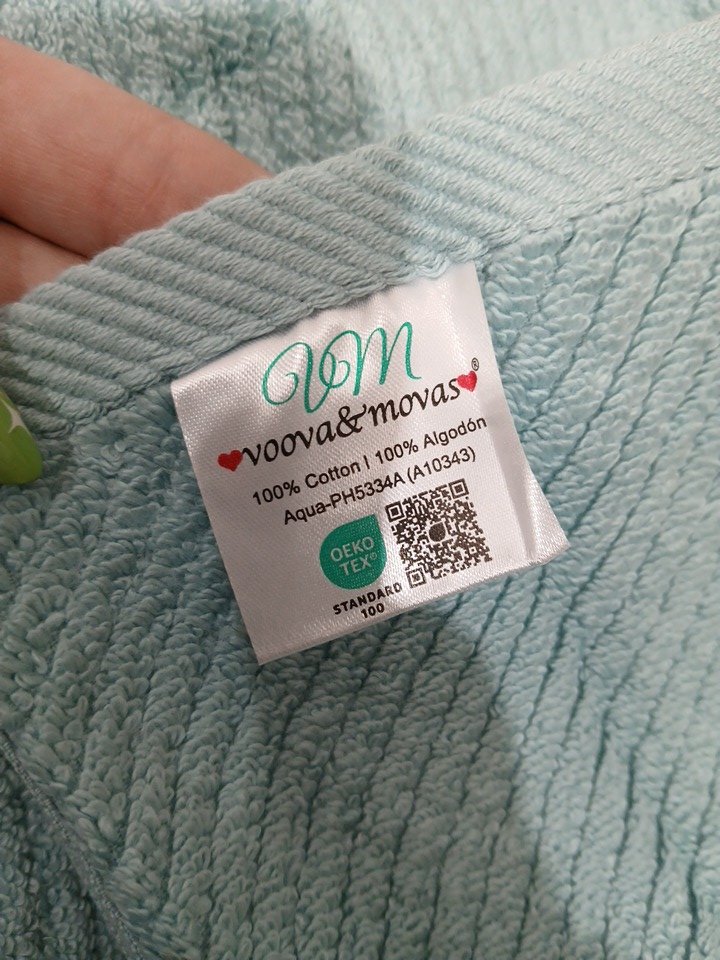 VM
voova&movas®
100% Cotton | 100% Algodón
Aqua-PH5334A (A10343)
OEKO
TEX®
STANDARD
100